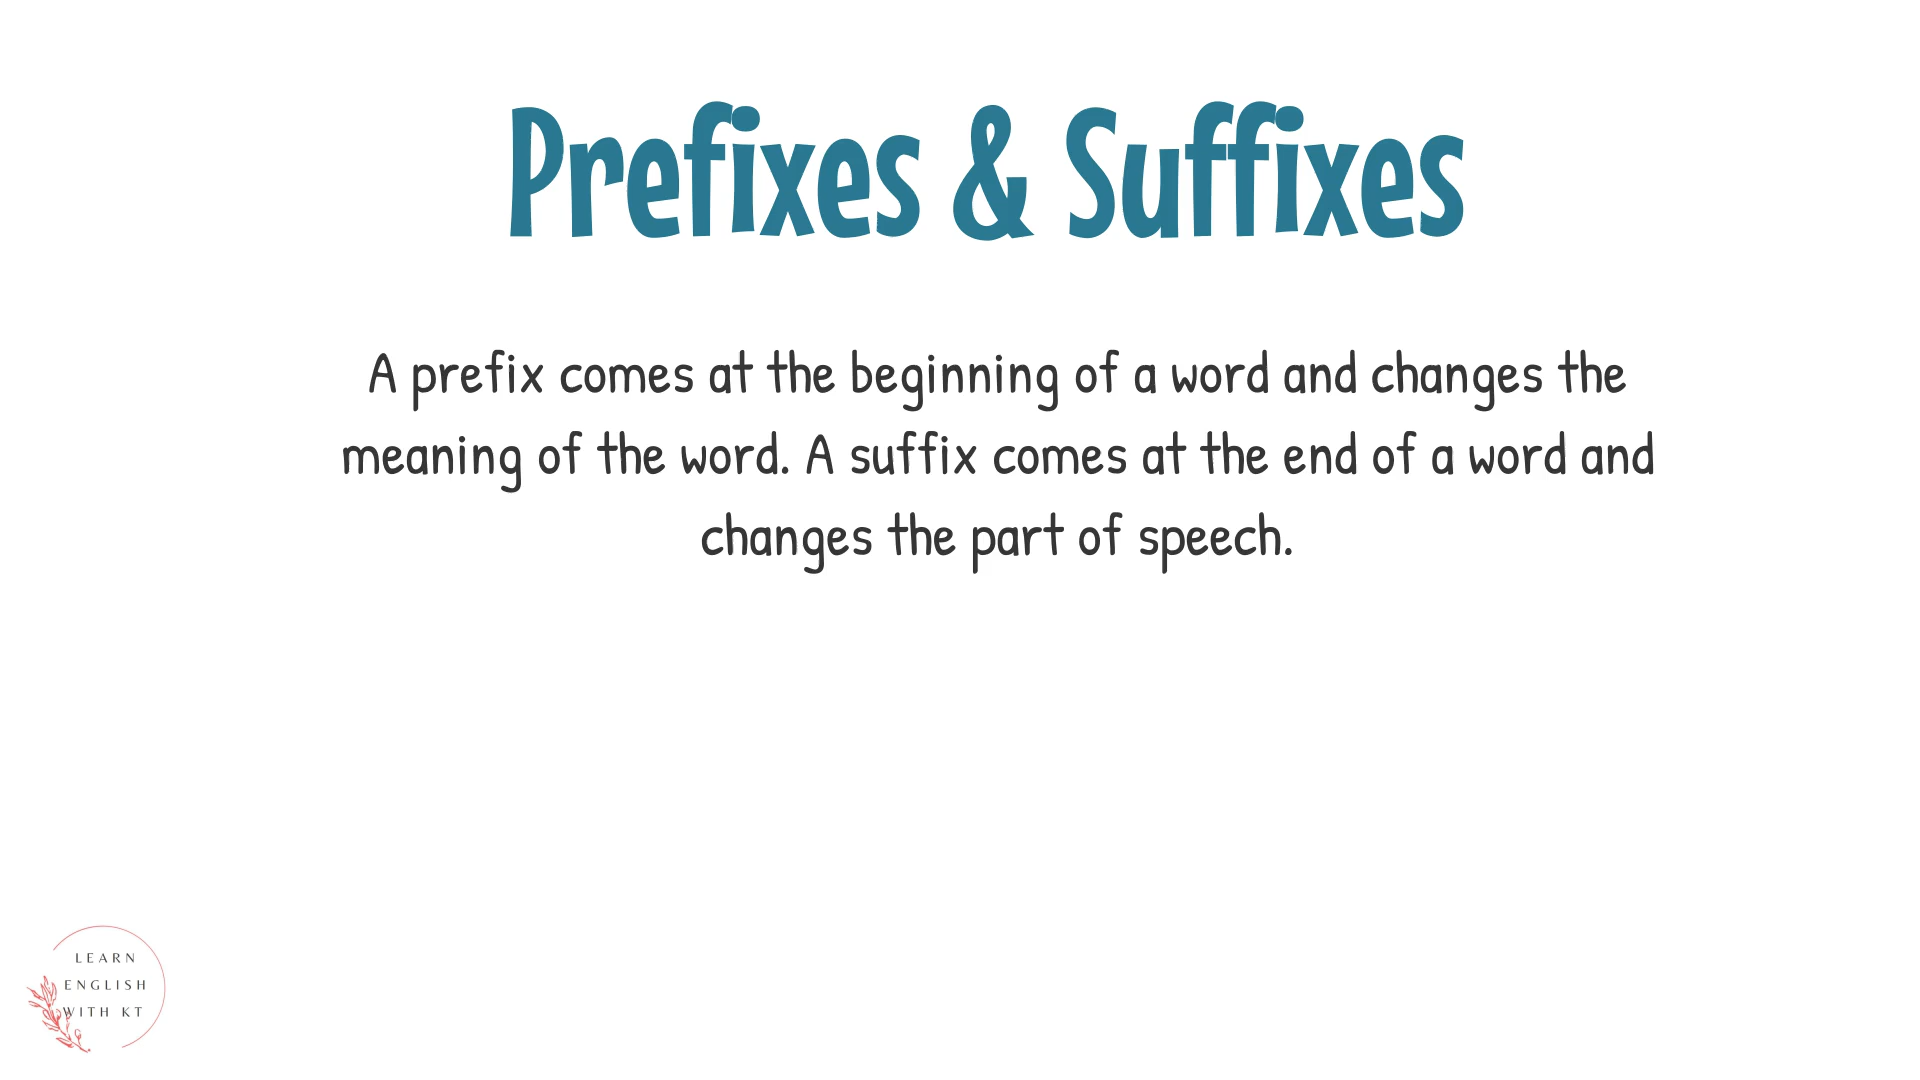 Prefixes & Suffixes
A prefix comes at the beginning of a word and changes the
meaning of the word. A suffix comes at the end of a word and
changes the part of speech.
LEARN
ENGLISH
WITH KT